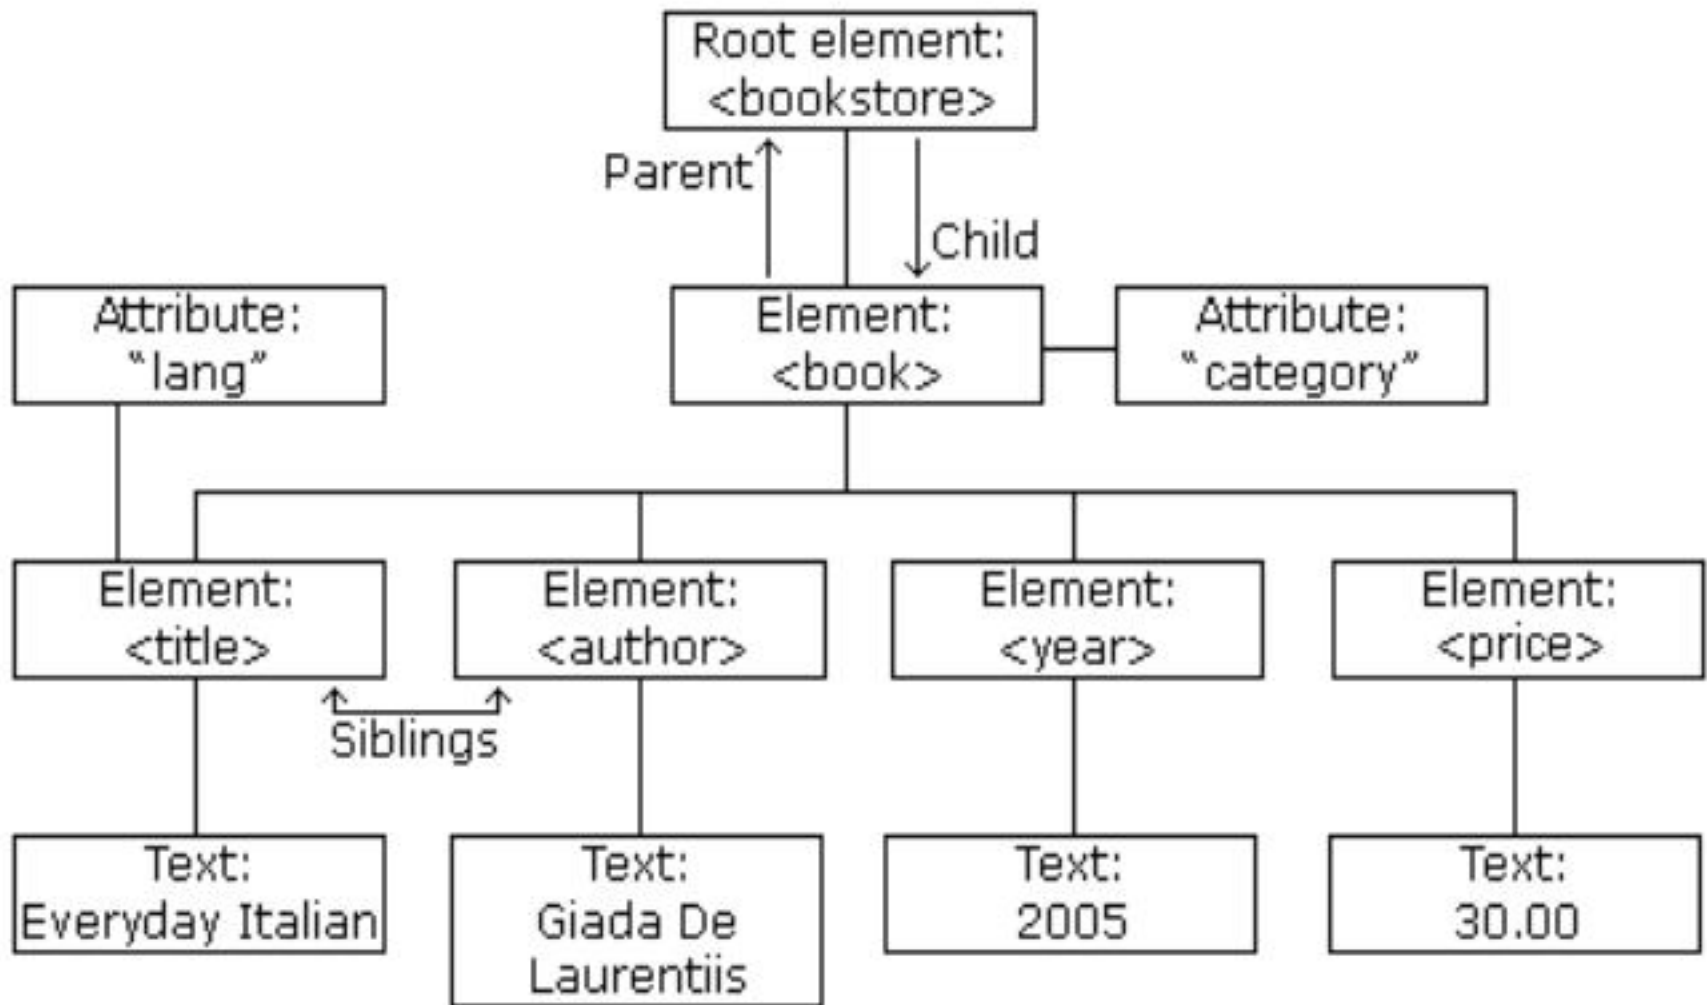 Root element:
<bookstore>
Parent
Child
Attribute:
“lang”
Element:
<book>
Attribute:
“category”
Element:
<title>
Element:
<author>
Element:
<year>
Element:
<price>
Siblings
Text:
Everyday Italian
Text:
Giada De
Laurentiis
Text:
2005
Text:
30.00